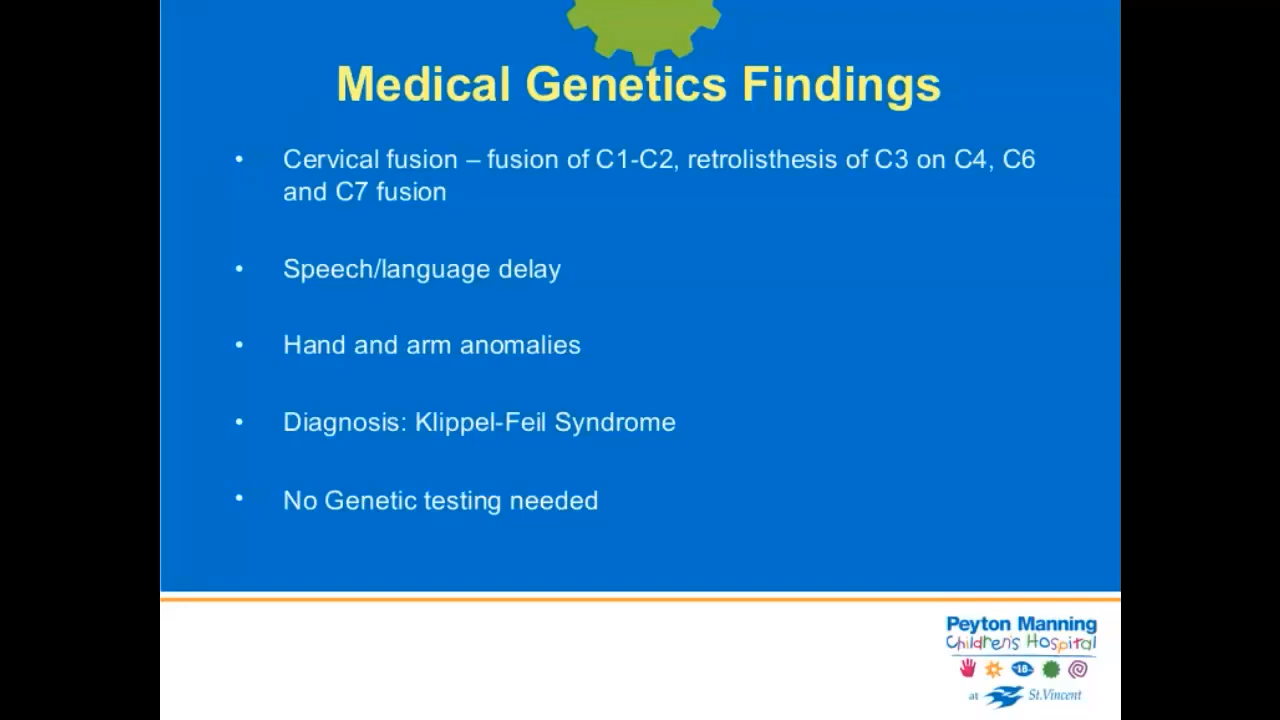 Medical Genetics Findings
• Cervical fusion – fusion of C1-C2, retrolisthesis of C3 on C4, C6
and C7 fusion
• Speech/language delay
• Hand and arm anomalies
• Diagnosis: Klippel-Feil Syndrome
• No Genetic testing needed
Peyton Manning
Children's Hospital
18
at St.Vincent